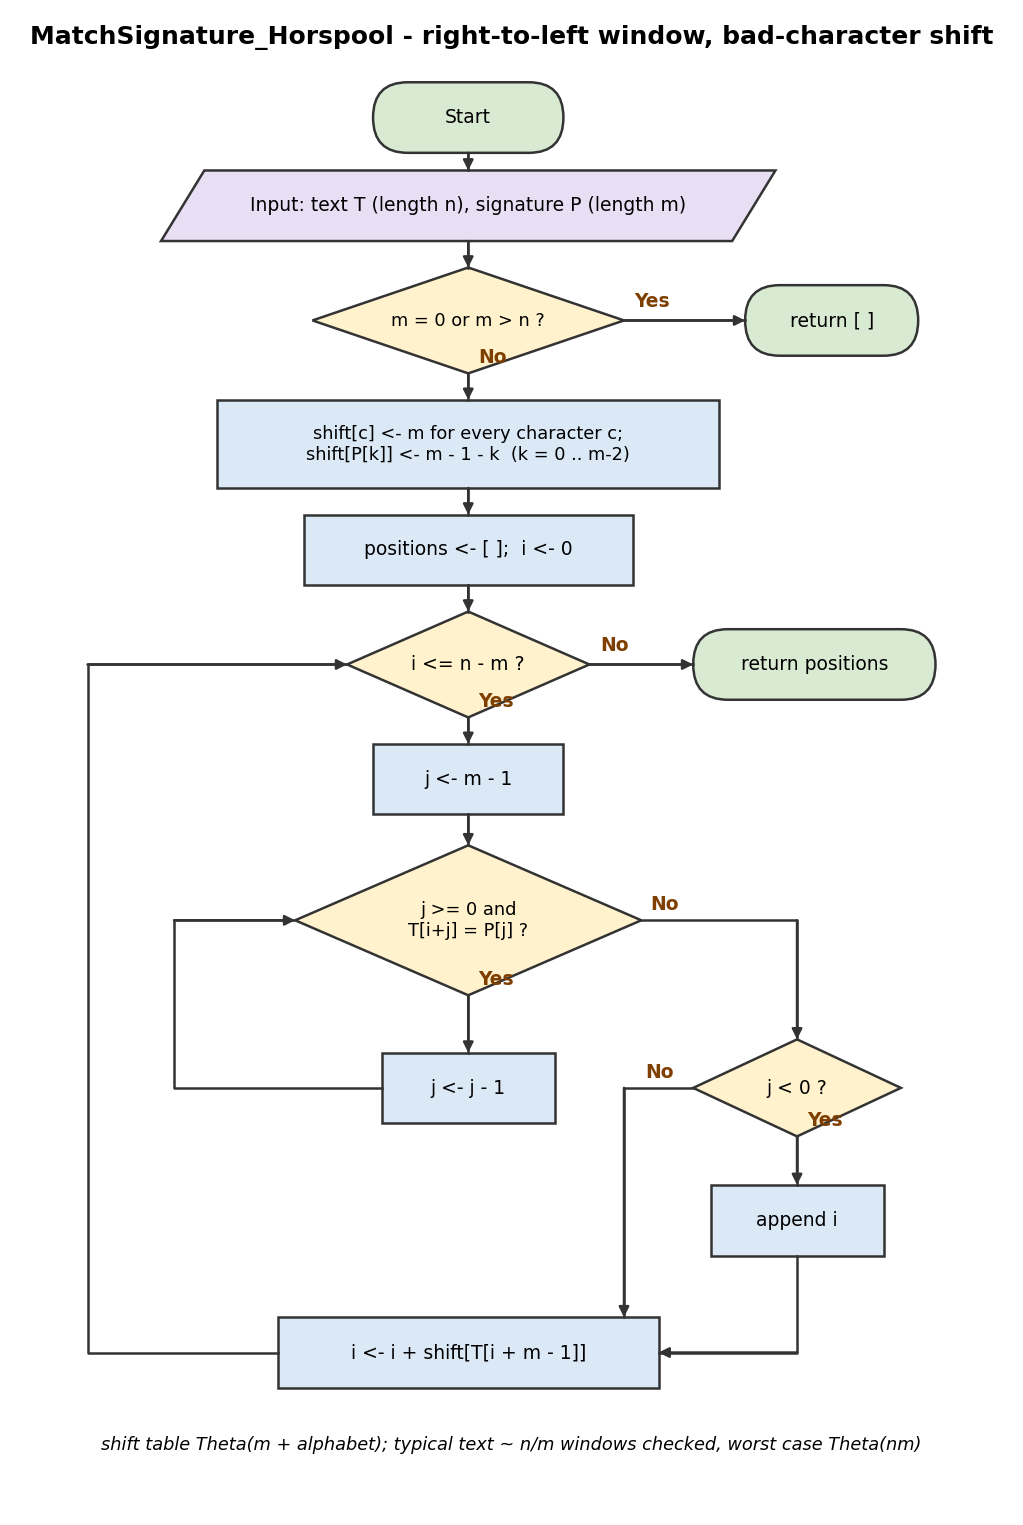 MatchSignature_Horspool - right-to-left window, bad-character shift
Start
Input: text T (length n), signature P (length m)
m = 0 or m > n ?
Yes
return [ ]
No
shift[c] <- m for every character c;
shift[P[k]] <- m - 1 - k  (k = 0 .. m-2)
positions <- [ ];  i <- 0
i <= n - m ?
No
return positions
Yes
j <- m - 1
j >= 0 and
T[i+j] = P[j] ?
No
Yes
j <- j - 1
No
j < 0 ?
Yes
append i
i <- i + shift[T[i + m - 1]]
shift table Theta(m + alphabet); typical text ~ n/m windows checked, worst case Theta(nm)